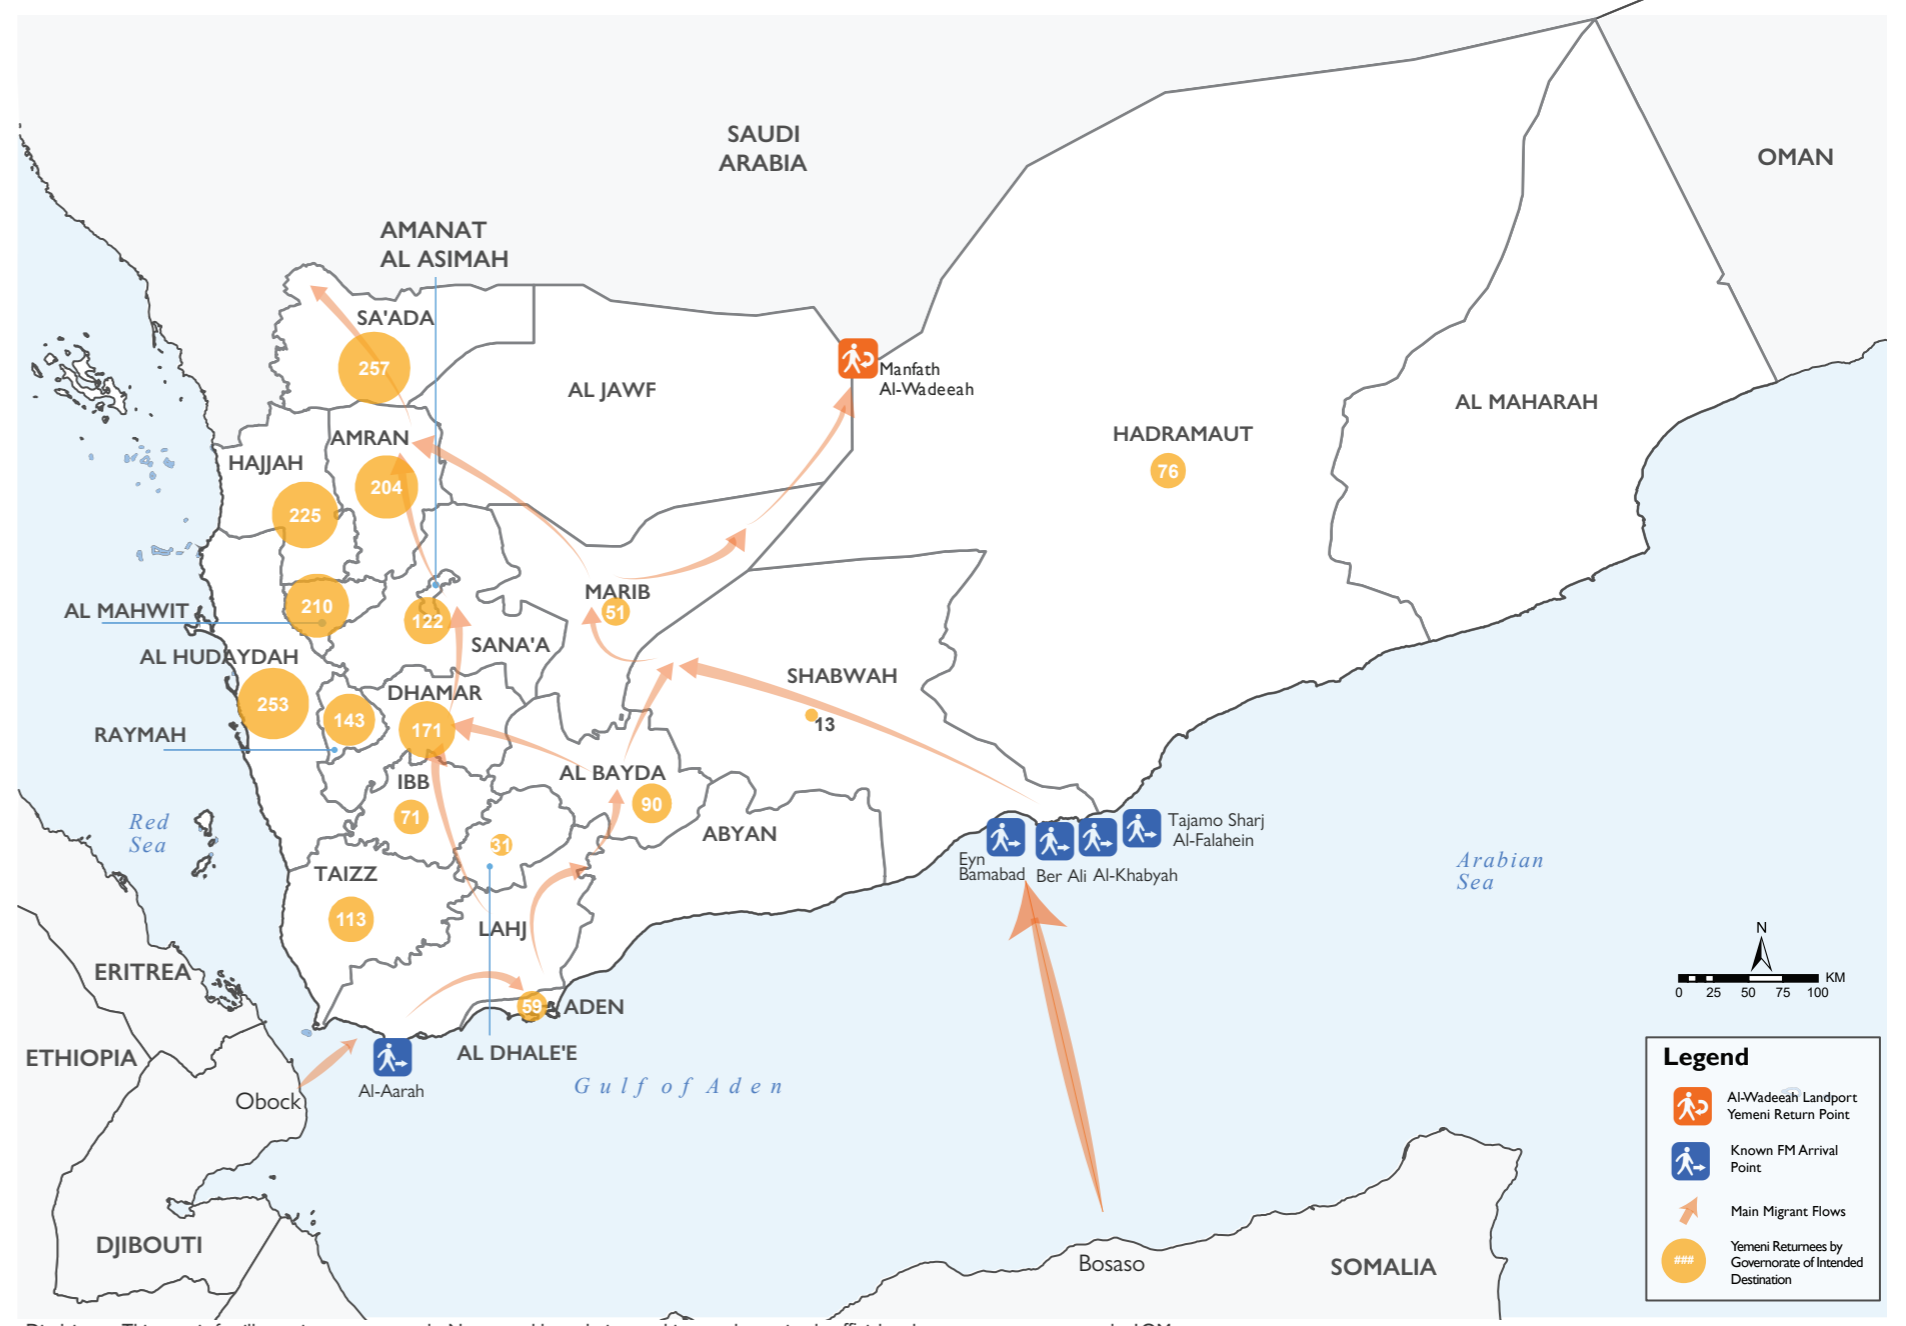 SAUDI
ARABIA
OMAN
AMANAT
AL ASIMAH
SA'ADA
257
Manfath
Al-Wadeeah
AL JAWF
AL MAHARAH
AMRAN
HADRAMAUT
HAJJAH
76
204
225
MARIB
AL MAHWIT
210
51
122
SANA'A
AL HUDAYDAH
SHABWAH
DHAMAR
253
143
171
13
RAYMAH
IBB
AL BAYDA
71
90
Red
Sea
ABYAN
Tajamo Sharj
Al-Falahein
31
Eyn
Bamabad
Ber Ali
Al-Khabyah
Arabian
Sea
TAIZZ
113
LAHJ
N
ERITREA
KM
0 25 50 75 100
59
ADEN
ETHIOPIA
AL DHALE'E
Al-Aarah
Gulf of Aden
Obock
Legend
Al-Wadeeah Landport
Yemeni Return Point
Known FM Arrival
Point
Main Migrant Flows
DJIBOUTI
Bosaso
SOMALIA
###
Yemeni Returnees by
Governorate of Intended
Destination